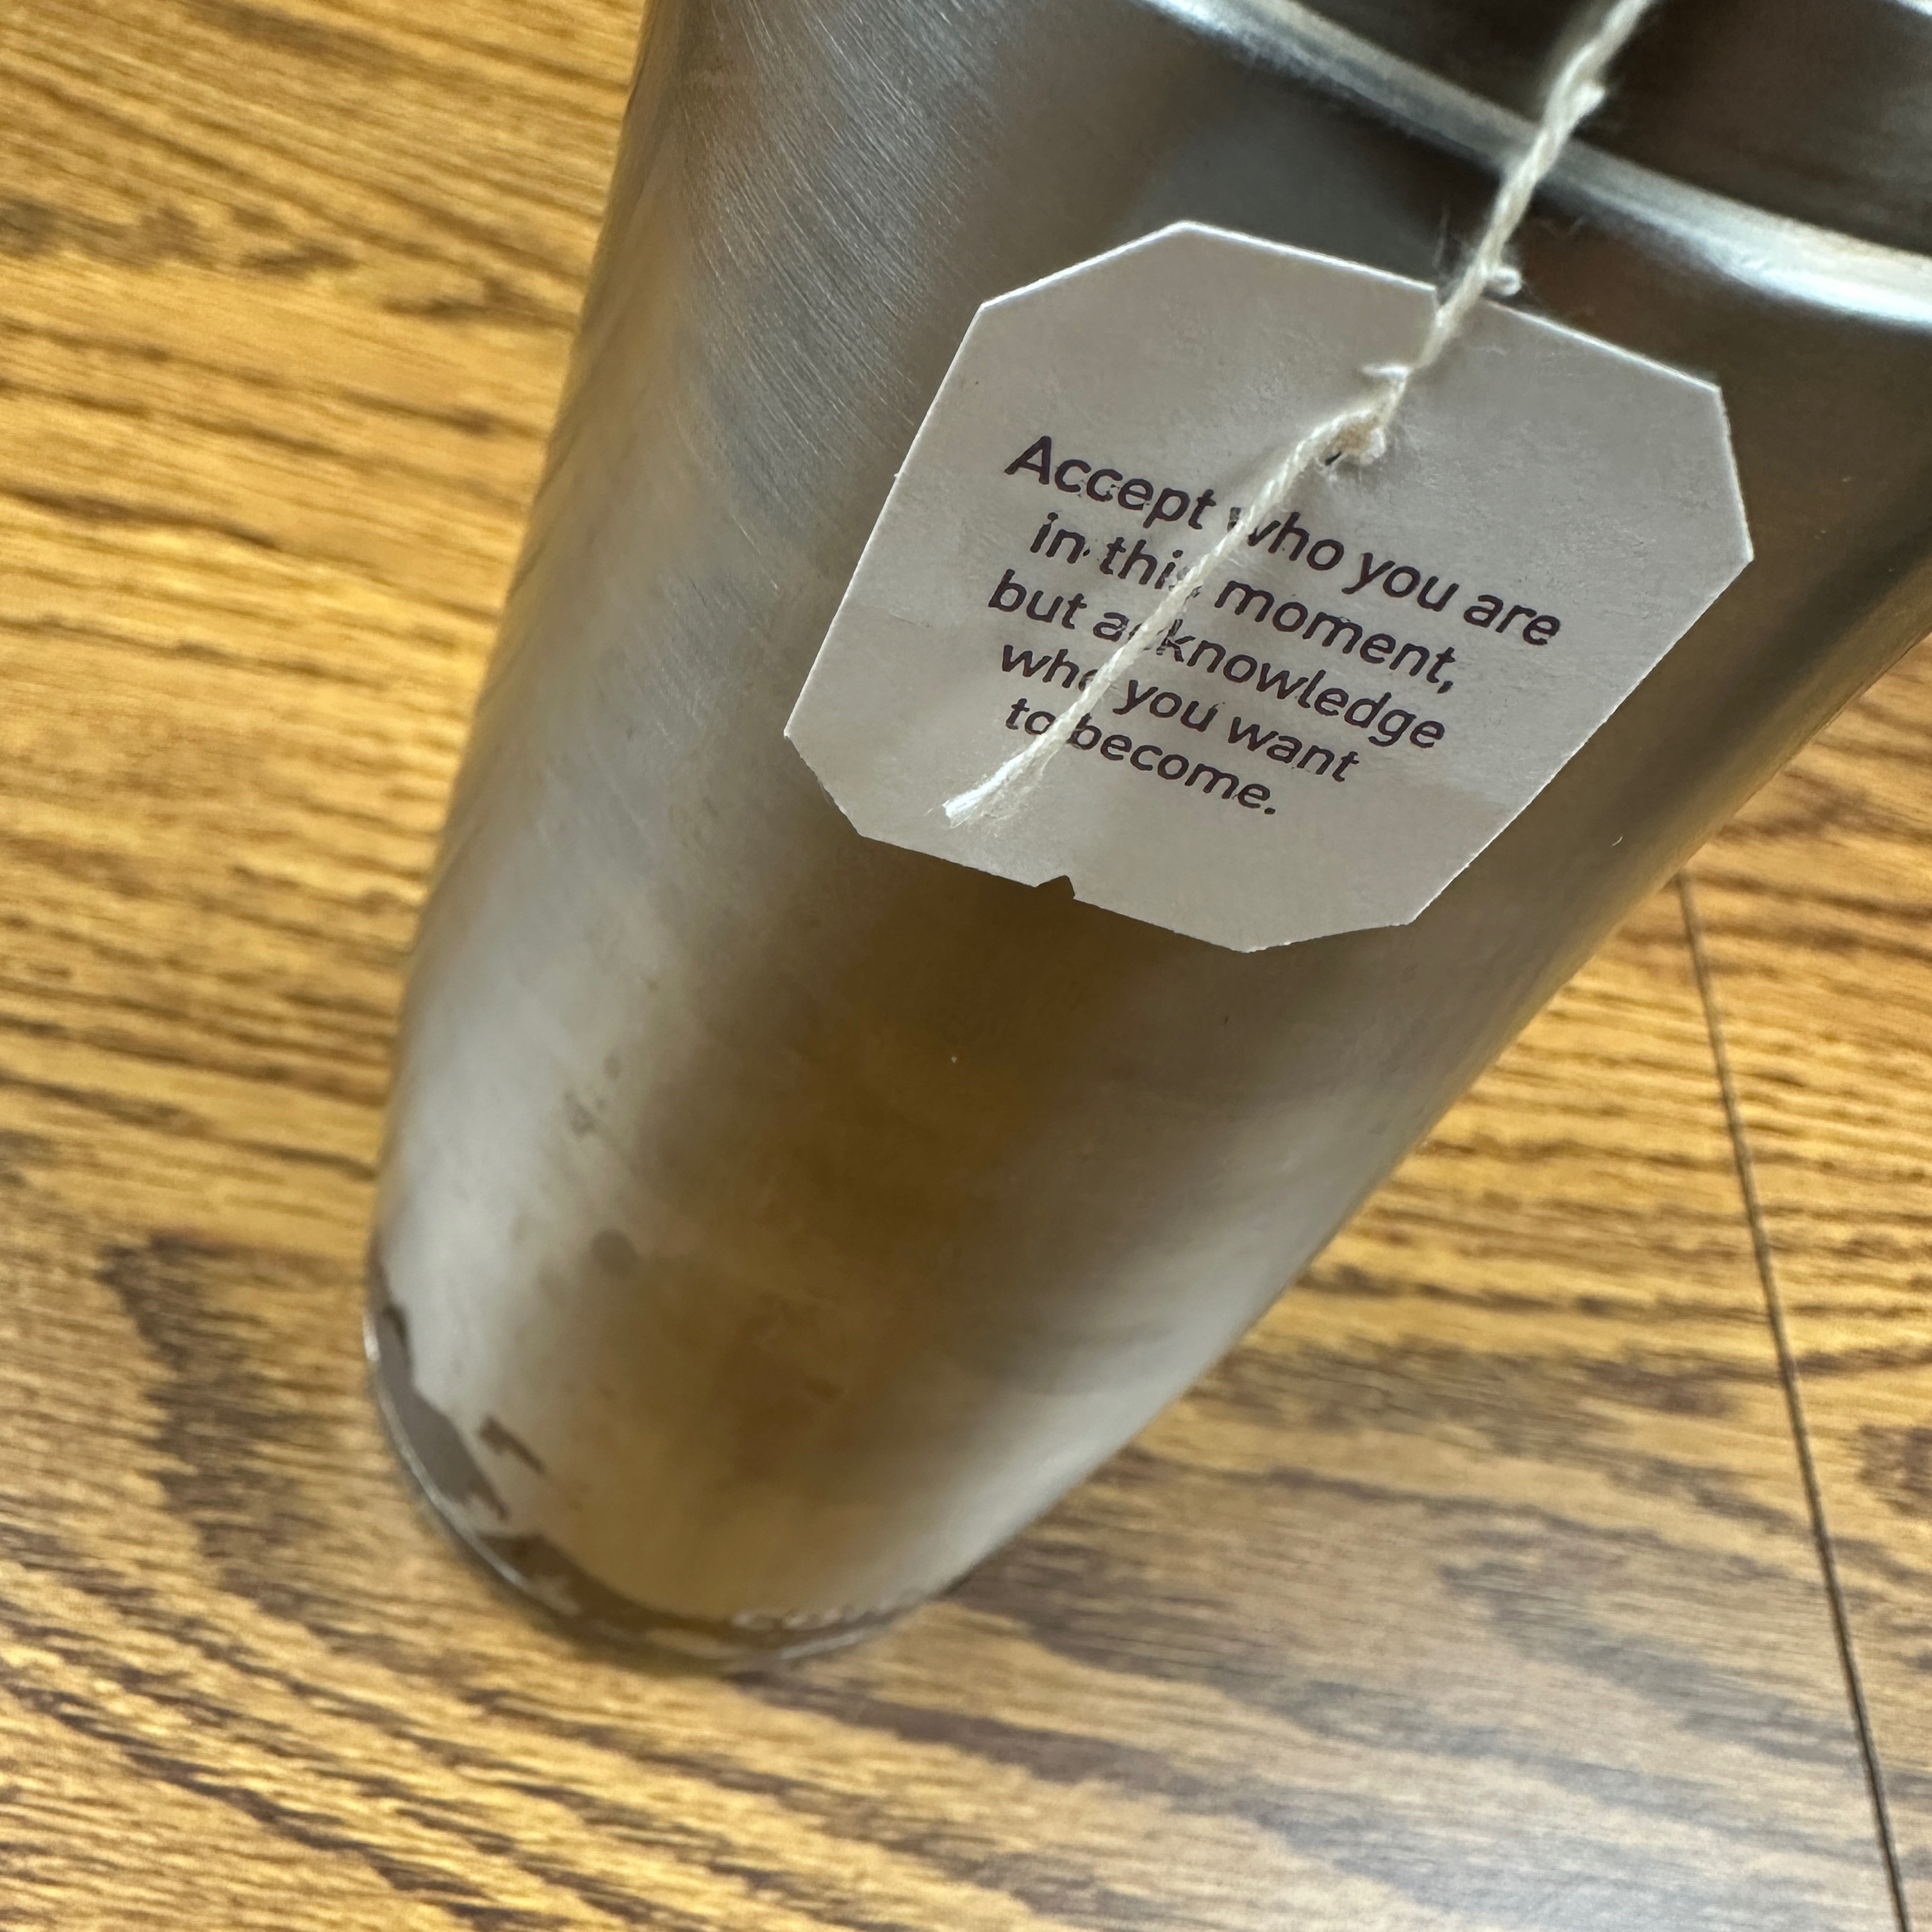 Accept who you are
in this moment,
but acknowledge
who you want
to become.